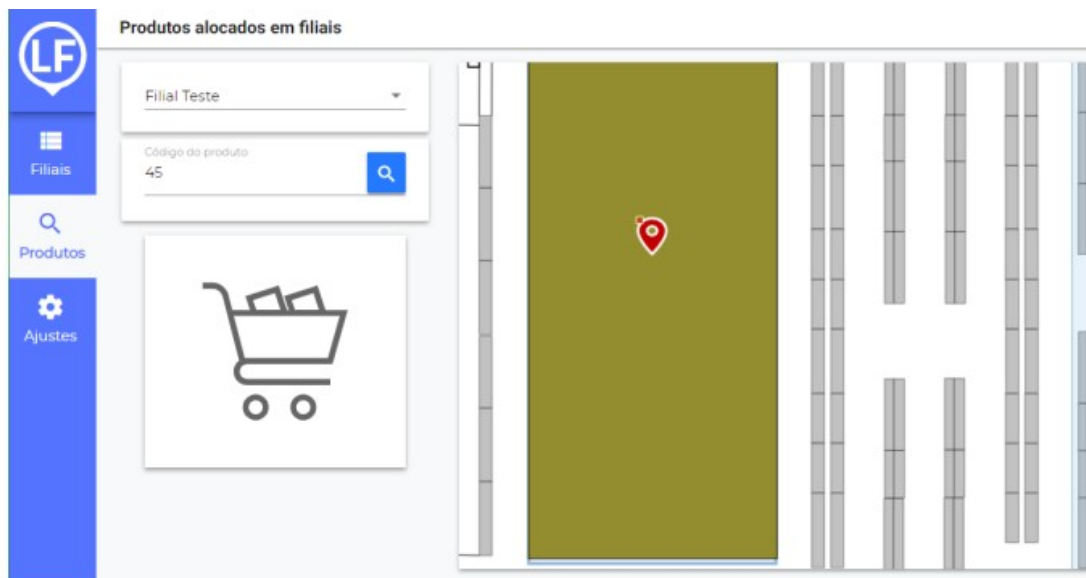 LF
Produtos alocados em filiais
Filiais
Produtos
Ajustes
Filial Teste
Código do produto
45